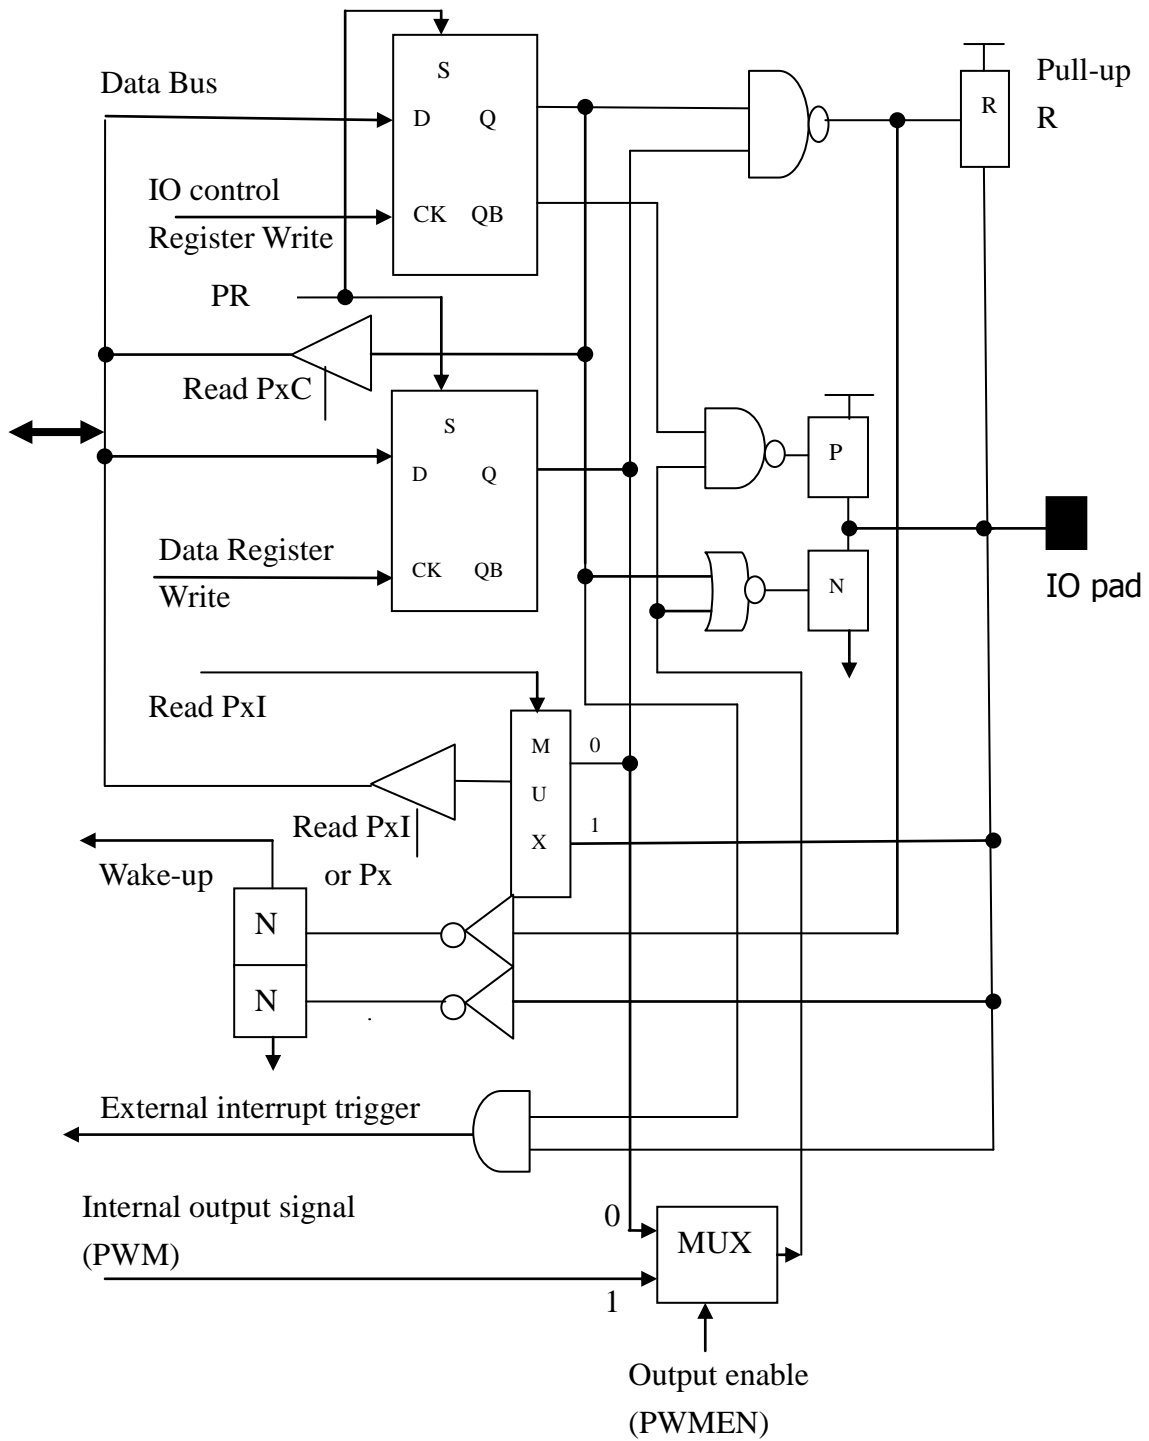 Data Bus
S
D Q
CK QB
IO control
Register Write
PR
Read PxC
S
D Q
CK QB
Data Register
Write
R
Pull-up
R
P
N
IO pad
Read PxI
M
U
X
0
1
Read PxI
or Px
Wake-up
N
N
External interrupt trigger
Internal output signal
(PWM)
0
1
MUX
Output enable
(PWMEN)